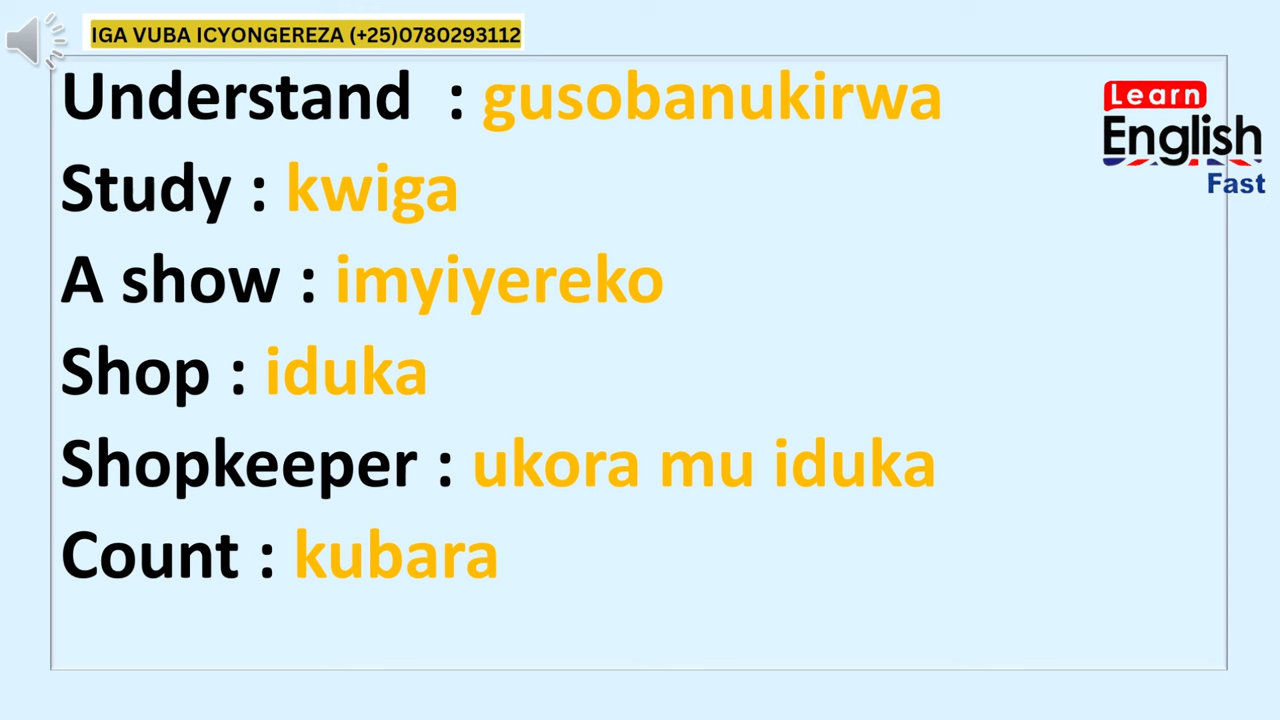 IGA VUBA ICYONGEREZA (+25)0780293112
Understand : gusobanukirwa
Study : kwiga
A show : imyiyereko
Shop : iduka
Shopkeeper : ukora mu iduka
Count : kubara
Learn
English
Fast